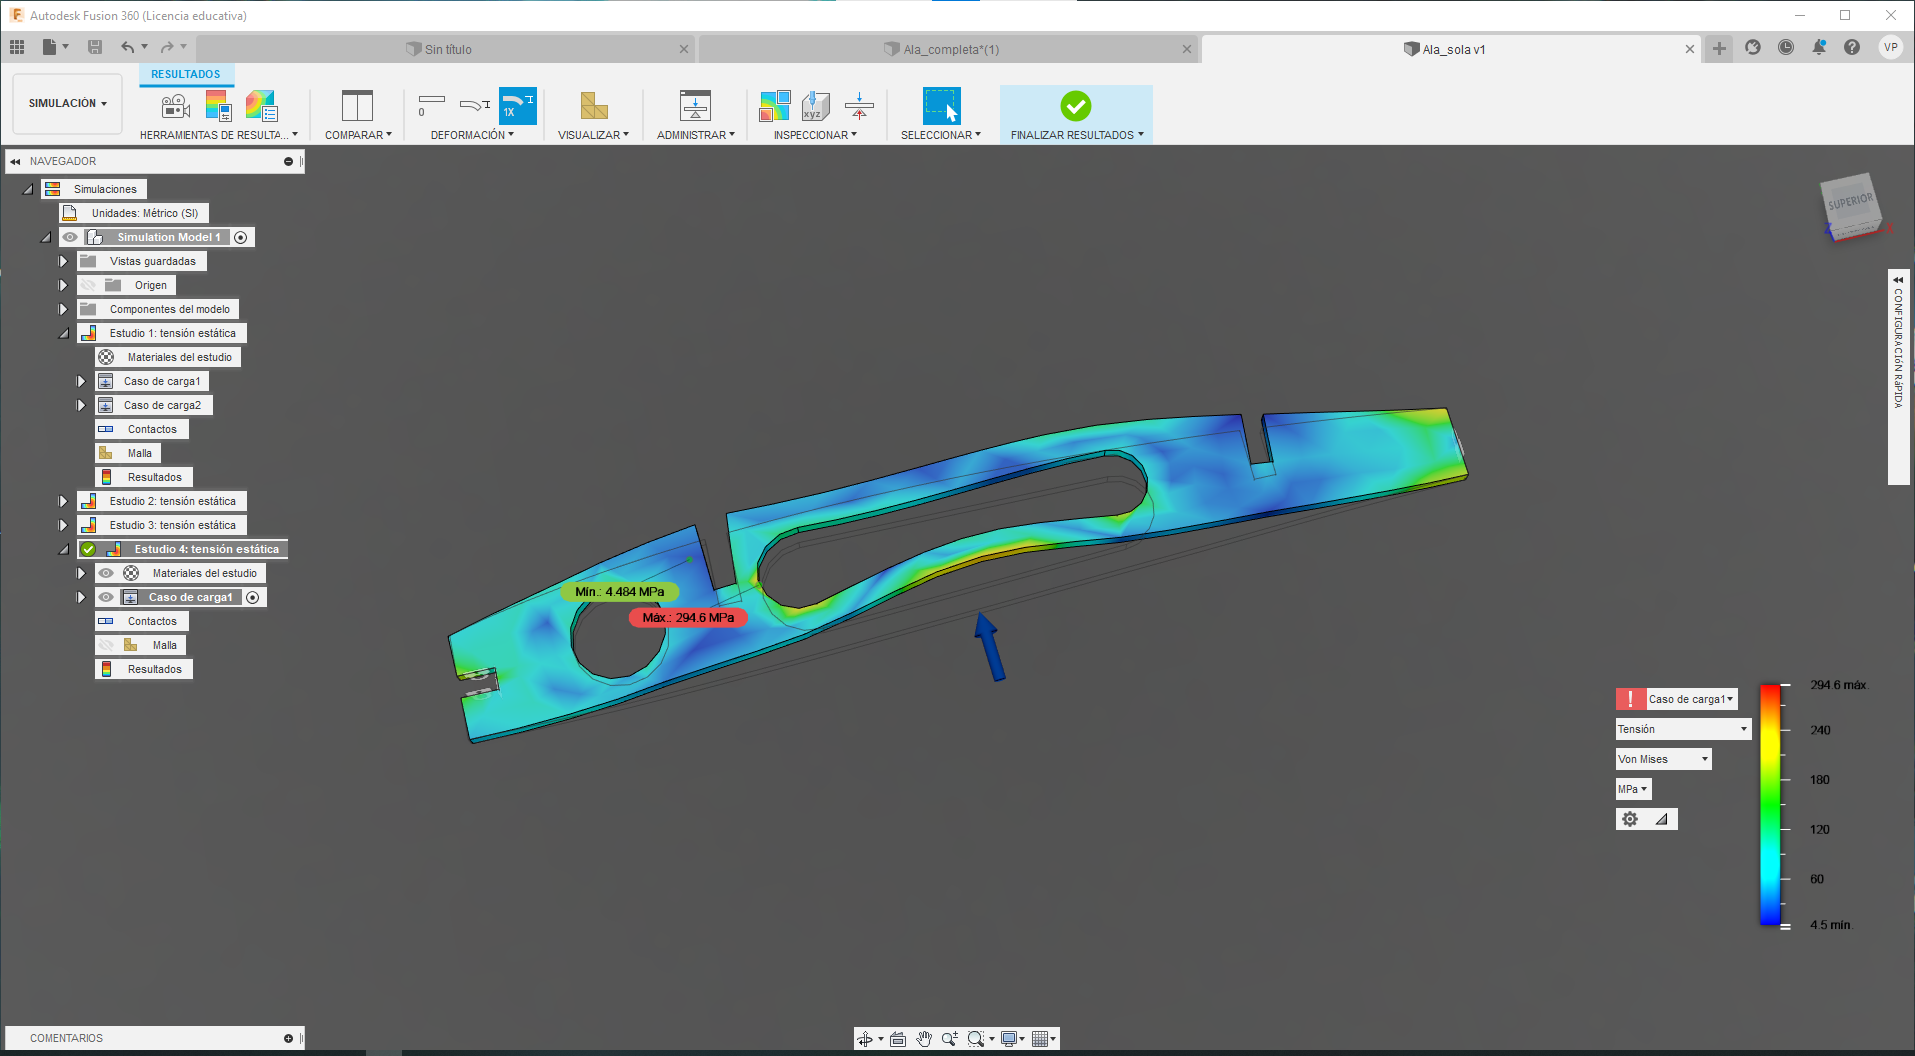 Autodesk Fusion 360 (Licencia educativa)
Sin título
Ala_completa*(1)
Ala_sola v1
VP
SIMULACIÓN
RESULTADOS
0
1X
xyz
HERRAMIENTAS DE RESULTA...
COMPARAR
DEFORMACIÓN
VISUALIZAR
ADMINISTRAR
INSPECCIONAR
SELECCIONAR
FINALIZAR RESULTADOS
NAVEGADOR
Simulaciones
Unidades: Métrico (SI)
Simulation Model 1
Vistas guardadas
Origen
Componentes del modelo
Estudio 1: tensión estática
Materiales del estudio
Caso de carga1
Caso de carga2
Contactos
Malla
Resultados
Estudio 2: tensión estática
Estudio 3: tensión estática
Estudio 4: tensión estática
Materiales del estudio
Caso de carga1
Contactos
Malla
Resultados
SUPERIOR
Z
X
CONFIGURACIÓN RáPIDA
Mín.: 4.484 MPa
Máx.: 294.6 MPa
Caso de carga1
Tensión
Von Mises
MPa
294.6 máx.
240
180
120
60
4.5 mín.
COMENTARIOS